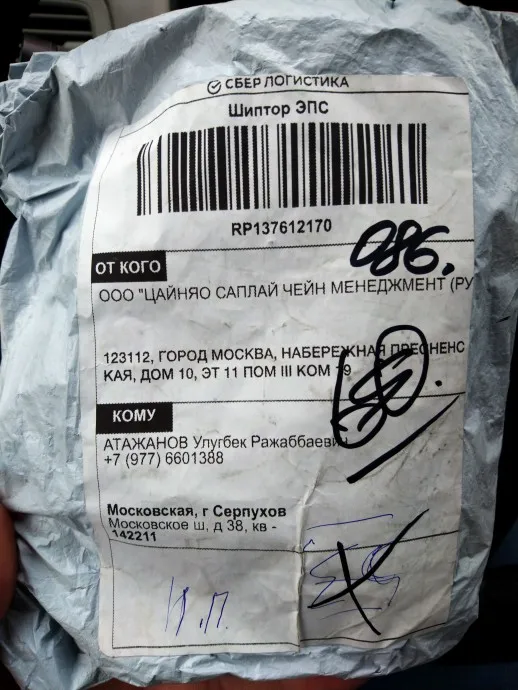 СБЕР ЛОГИСТИКА
Шиптор ЭПС
RP137612170
086.
ОТ КОГО
ООО "ЦАЙНЯО САПЛАЙ ЧЕЙН МЕНЕДЖМЕНТ (РУ
123112, ГОРОД МОСКВА, НАБЕРЕЖНАЯ ПРЕСНЕНС
КАЯ, ДОМ 10, ЭТ 11 ПОМ III КОМ 19
КОМУ
АТАЖАНОВ Улугбек Ражаббаевич
+7 (977) 6601388
Московская, г Серпухов
Московское ш, д 38, кв -
142211